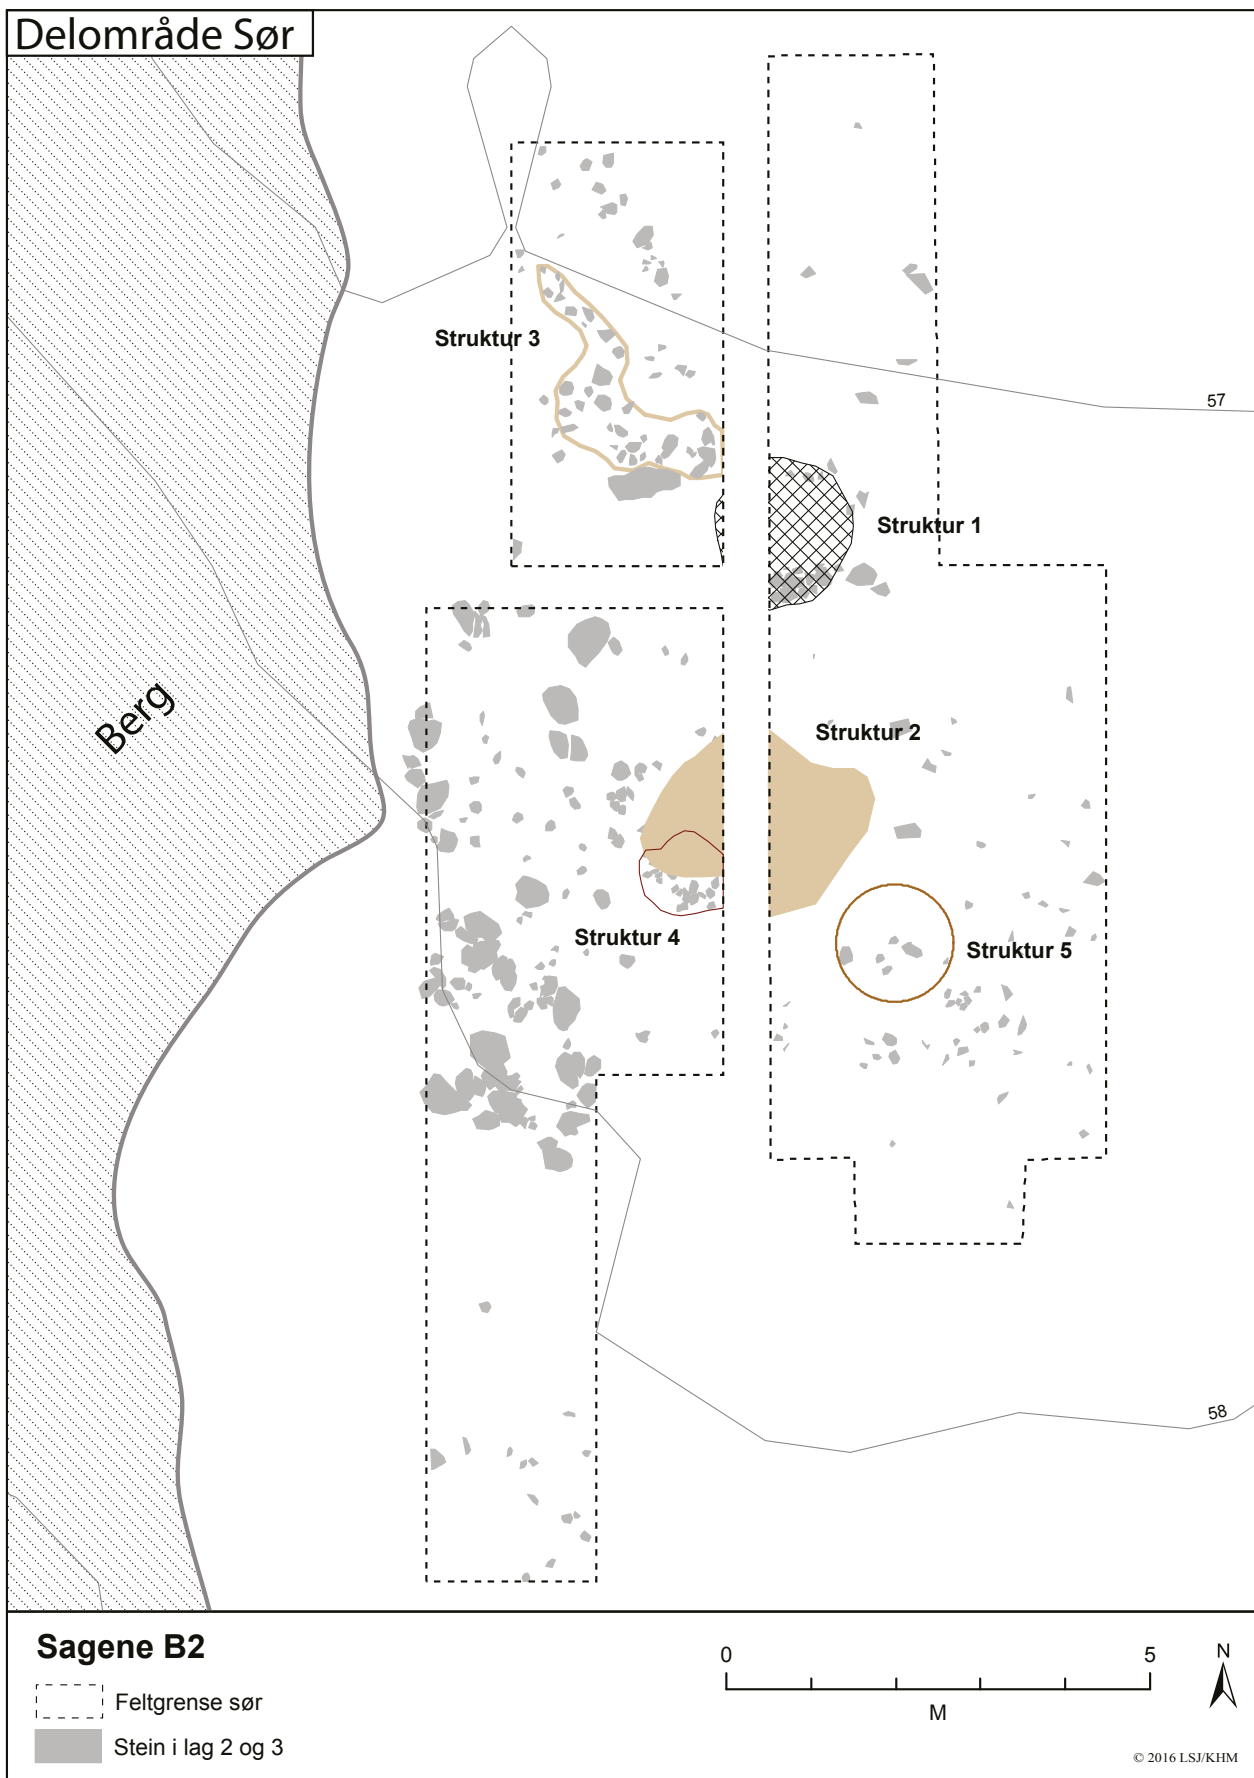 Delområde Sør
Struktur 3
57
Struktur 1
Berg
Struktur 2
Struktur 4
Struktur 5
58
Sagene B2
Feltgrense sør
Stein i lag 2 og 3
0 5
M
N
© 2016 LSJ/KHM